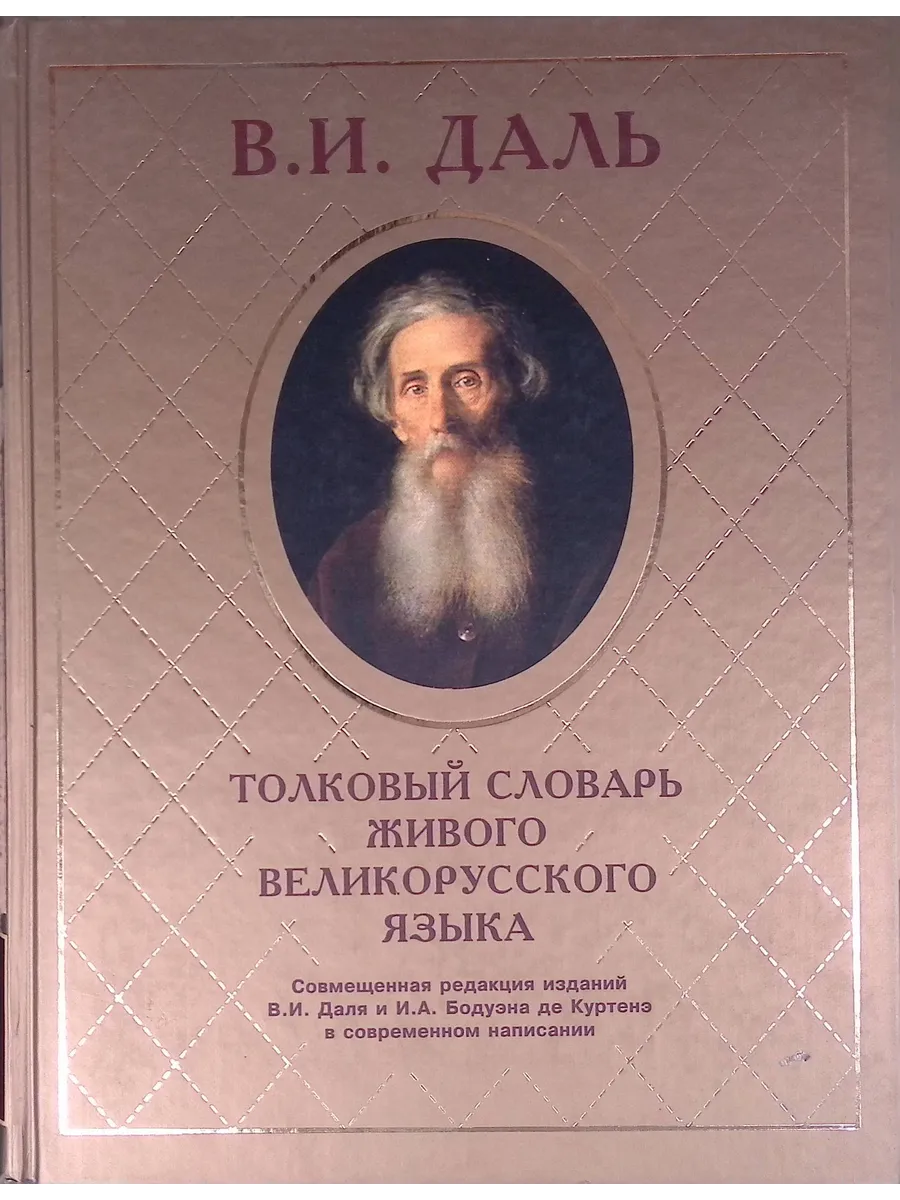 В.И. ДАЛЬ
ТОЛКОВЫЙ СЛОВАРЬ
ЖИВОГО
ВЕЛИКОРУССКОГО
ЯЗЫКА
Совмещенная редакция изданий
В.И. Даля и И.А. Бодуэна де Куртенэ
в современном написании